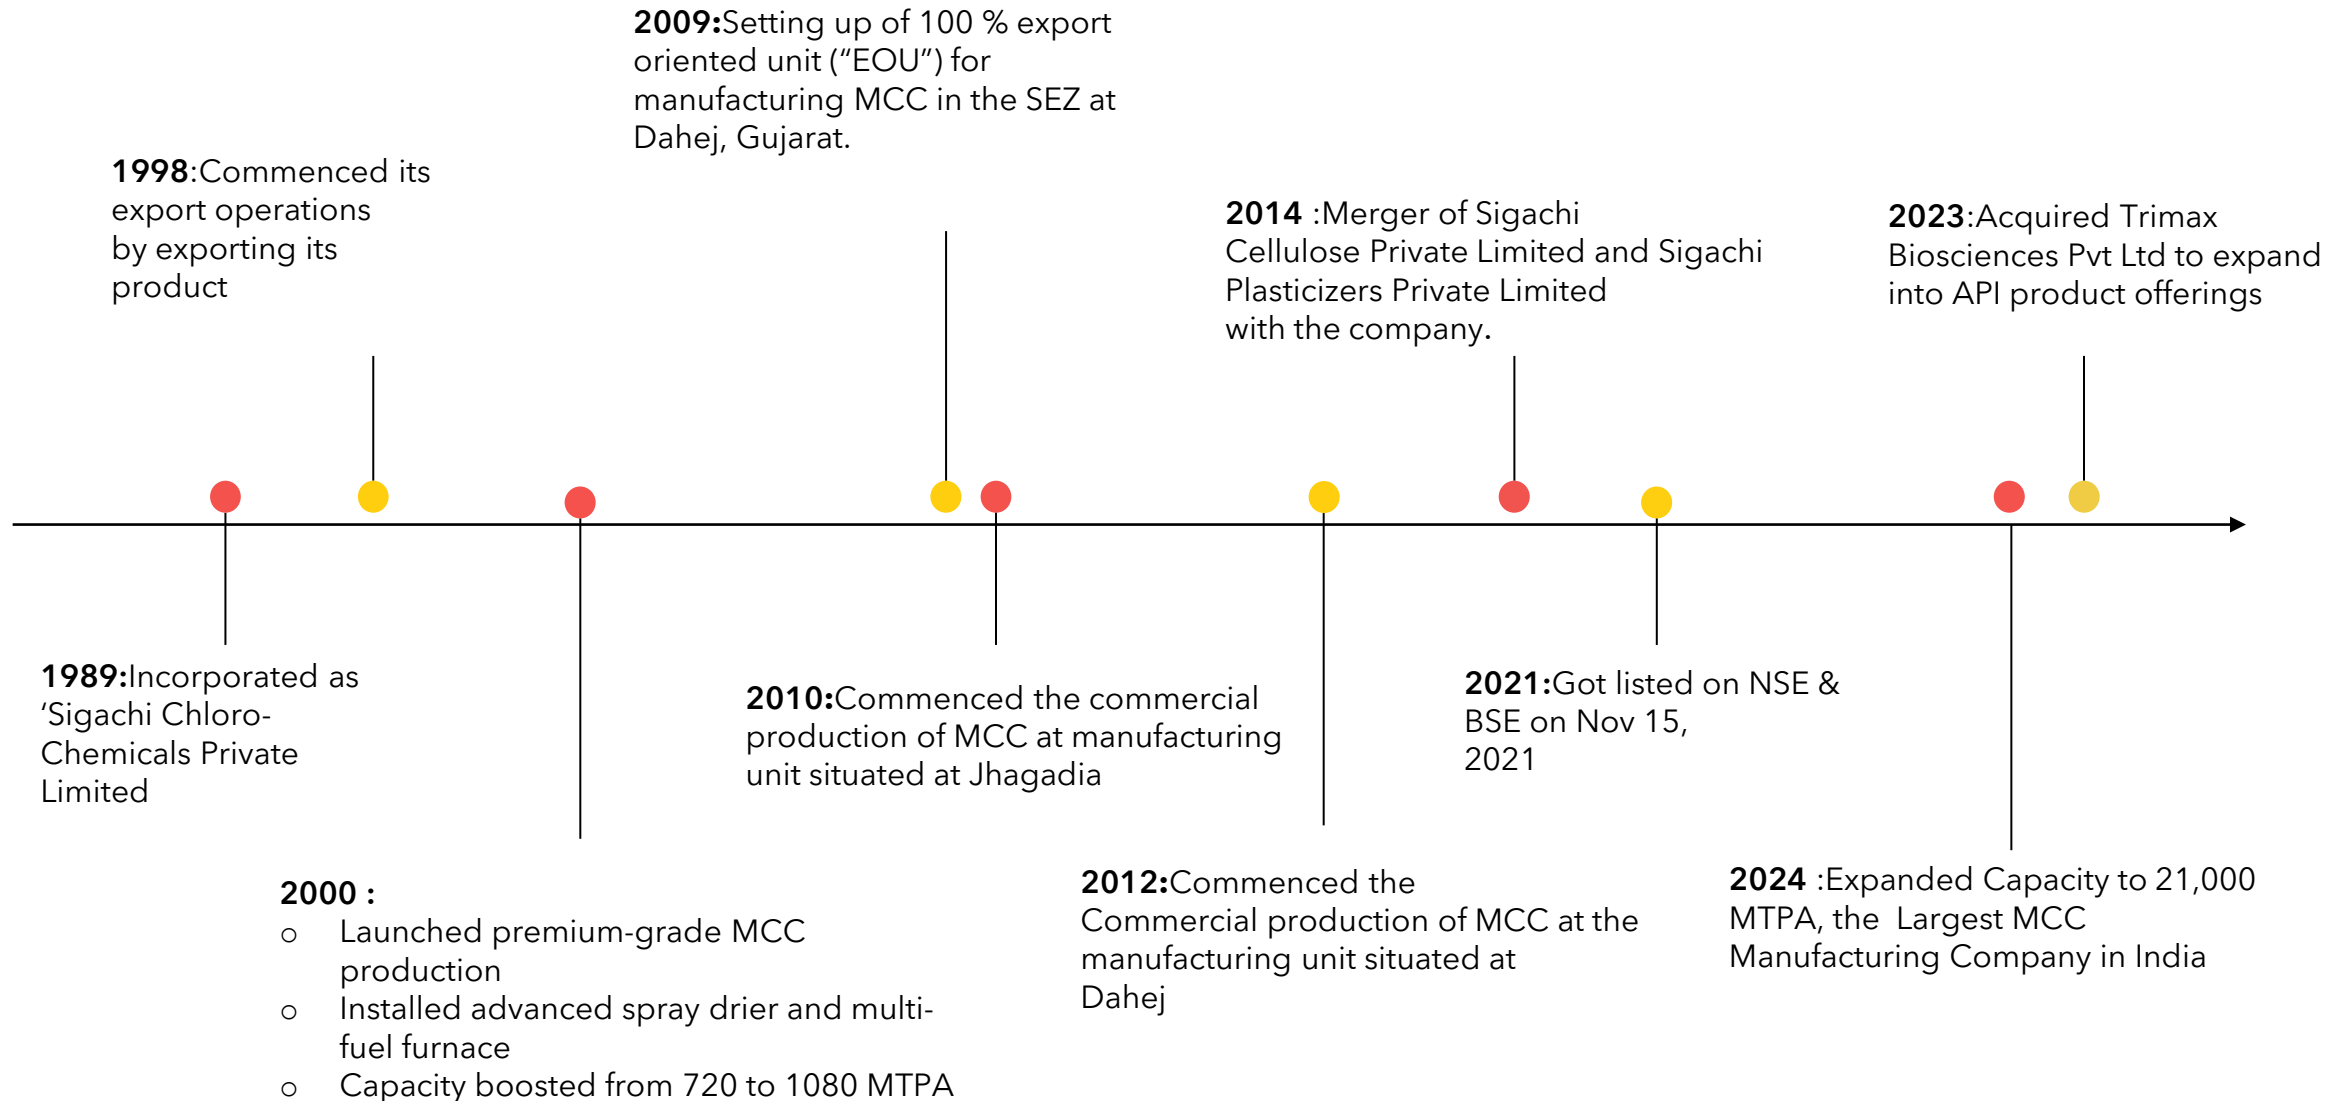 2009:Setting up of 100 % export
oriented unit (“EOU”) for
manufacturing MCC in the SEZ at
Dahej, Gujarat.
1998:Commenced its
export operations
by exporting its
product
2014 :Merger of Sigachi
Cellulose Private Limited and Sigachi
Plasticizers Private Limited
with the company.
2023:Acquired Trimax
Biosciences Pvt Ltd to expand
into API product offerings
1989:Incorporated as
‘Sigachi Chloro-
Chemicals Private
Limited
2010:Commenced the commercial
production of MCC at manufacturing
unit situated at Jhagadia
2021:Got listed on NSE &
BSE on Nov 15,
2021
2000 :
o Launched premium-grade MCC
production
o Installed advanced spray drier and multi-
fuel furnace
o Capacity boosted from 720 to 1080 MTPA
2012:Commenced the
Commercial production of MCC at the
manufacturing unit situated at
Dahej
2024 :Expanded Capacity to 21,000
MTPA, the  Largest MCC
Manufacturing Company in India